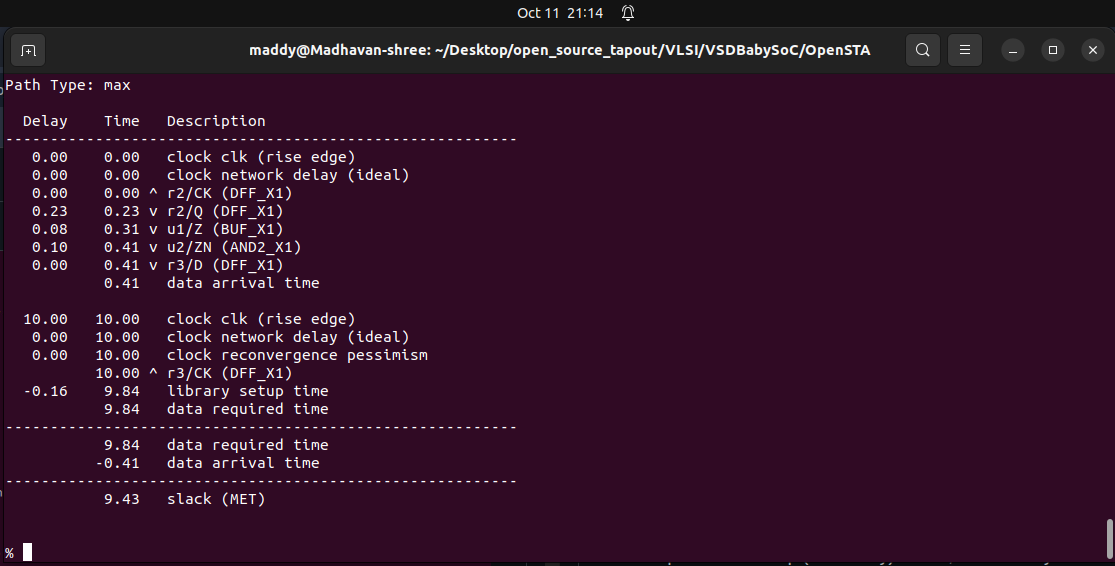 Oct 11 21:14
maddy@Madhavan-shree: ~/Desktop/open_source_tapout/VLSI/VSDBabySoC/OpenSTA
Path Type: max
  Delay    Time   Description
---------------------------------------------------------
   0.00    0.00   clock clk (rise edge)
   0.00    0.00   clock network delay (ideal)
   0.00    0.00 ^ r2/CK (DFF_X1)
   0.23    0.23 v r2/Q (DFF_X1)
   0.08    0.31 v u1/Z (BUF_X1)
   0.10    0.41 v u2/ZN (AND2_X1)
   0.00    0.41 v r3/D (DFF_X1)
           0.41   data arrival time
  10.00   10.00   clock clk (rise edge)
   0.00   10.00   clock network delay (ideal)
   0.00   10.00   clock reconvergence pessimism
          10.00 ^ r3/CK (DFF_X1)
  -0.16    9.84   library setup time
           9.84   data required time
---------------------------------------------------------
           9.84   data required time
          -0.41   data arrival time
---------------------------------------------------------
           9.43   slack (MET)
%